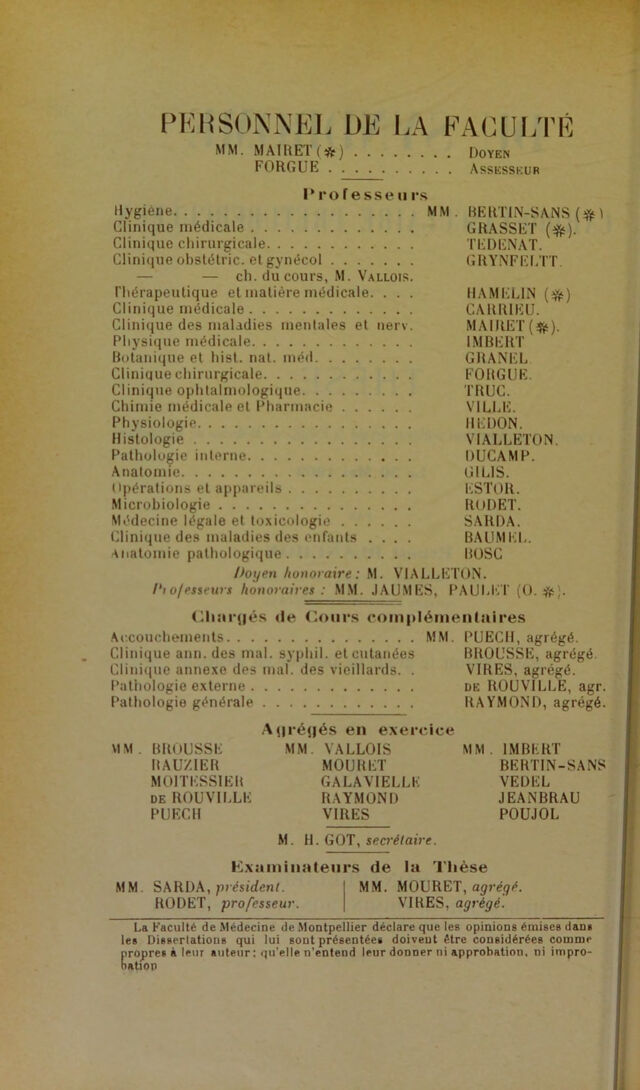 PERSONNEL DE LA FACULTÉ
MM. MAIRET (✻) . . . . . . . . DOYEN
FORGUE . . . . . . . . . . ASSESSEUR
Professeurs
Hygiène. . . . . . . . . . . . . . . . . . . MM. BERTIN-SANS (✻)
Clinique médicale . . . . . . . . . . . . . GRASSET (✻).
Clinique chirurgicale. . . . . . . . . . . . TEDENAT.
Clinique obstétric. et gynécol . . . . . . . GRYNFELTT
— — ch. du cours, M. VALLOIS.
Thérapeutique et matière médicale. . . . HAMELIN (✻)
Clinique médicale . . . . . . . . . . . . . CARRIEU.
Clinique des maladies mentales et nerv. MAIRET (✻).
Physique médicale. . . . . . . . . . . . . IMBERT
Botanique et hist. nat. méd. . . . . . . . GRANEL
Clinique chirurgicale. . . . . . . . . . . . FORGUE.
Clinique ophtalmologique. . . . . . . . . TRUC.
Chimie médicale et Pharmacie . . . . . . VILLE.
Physiologie. . . . . . . . . . . . . . . . . HEDON.
Histologie . . . . . . . . . . . . . . . . . VIALLETON.
Pathologie interne. . . . . . . . . . . . . DUCAMP.
Anatomie. . . . . . . . . . . . . . . . . . GILIS.
Opérations et appareils . . . . . . . . . . ESTOR.
Microbiologie . . . . . . . . . . . . . . . RODET.
Médecine légale et toxicologie . . . . . . SARDA.
Clinique des maladies des enfants . . . . BAUMEL.
Anatomie pathologique . . . . . . . . . . BOSC
Doyen honoraire : M. VIALLETON.
Professeurs honoraires : MM. JAUMES, PAULET (O. ✻).
Chargés de Cours complémentaires
Accouchements. . . . . . . . . . . . . . . MM. PUECH, agrégé.
Clinique ann. des mal. syphil. et cutanées BROUSSE, agrégé.
Clinique annexe des mal. des vieillards. . VIRES, agrégé.
Pathologie externe . . . . . . . . . . . . . DE ROUVILLE, agr.
Pathologie générale . . . . . . . . . . . . RAYMOND, agrégé.
Agrégés en exercice
MM. BROUSSE MM. VALLOIS MM. IMBERT
RAUZIER MOURET BERTIN-SANS
MOITESSIER GALAVIELLE VEDEL
DE ROUVILLE RAYMOND JEANBRAU
PUECH VIRES POUJOL
M. H. GOT, secrétaire.
Examinateurs de la Thèse
MM. SARDA, président. MM. MOURET, agrégé.
RODET, professeur. VIRES, agrégé.
La Faculté de Médecine de Montpellier déclare que les opinions émises dans
les Dissertations qui lui sont présentées doivent être considérées comme
propres à leur auteur; qu'elle n'entend leur donner ni approbation, ni impro-
bation